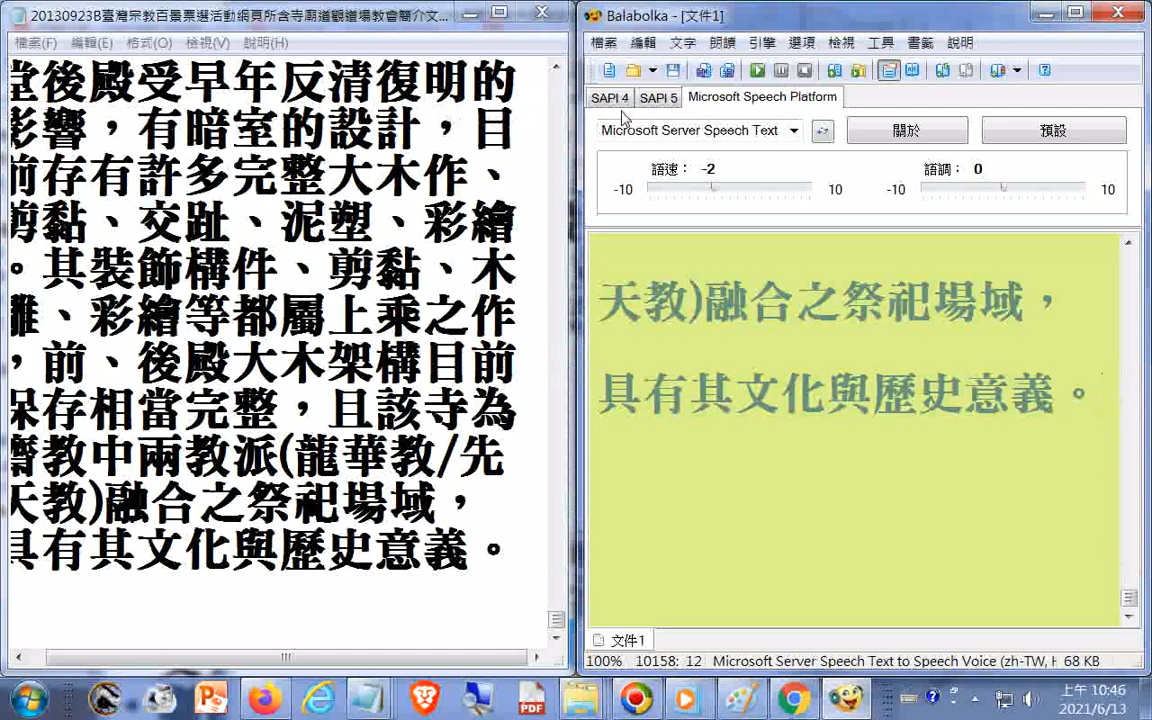 20130923B臺灣宗教百景票選活動網頁所含寺廟道觀道場教會簡介文...
檔案(F) 編輯(E) 格式(O) 檢視(V) 說明(H)
堂後殿受早年反清復明的
影響，有暗室的設計，目
前存有許多完整大木作、
剪黏、交趾、泥塑、彩繪
。其裝飾構件、剪黏、木
雕、彩繪等都屬上乘之作
，前、後殿大木架構目前
保存相當完整，且該寺為
齋教中兩教派(龍華教/先
天教)融合之祭祀場域，
具有其文化與歷史意義。
Balabolka - [文件1]
檔案 編輯 文字 朗讀 引擎 選項 檢視 工具 書籤 說明
SAPI 4 SAPI 5 Microsoft Speech Platform
Microsoft Server Speech Text 關於 預設
語速： -2 語調： 0
-10 10 -10 10
天教)融合之祭祀場域，
具有其文化與歷史意義。
文件1
100% 10158: 12 Microsoft Server Speech Text to Speech Voice (zh-TW, H 68 KB
上午 10:46
2021/6/13